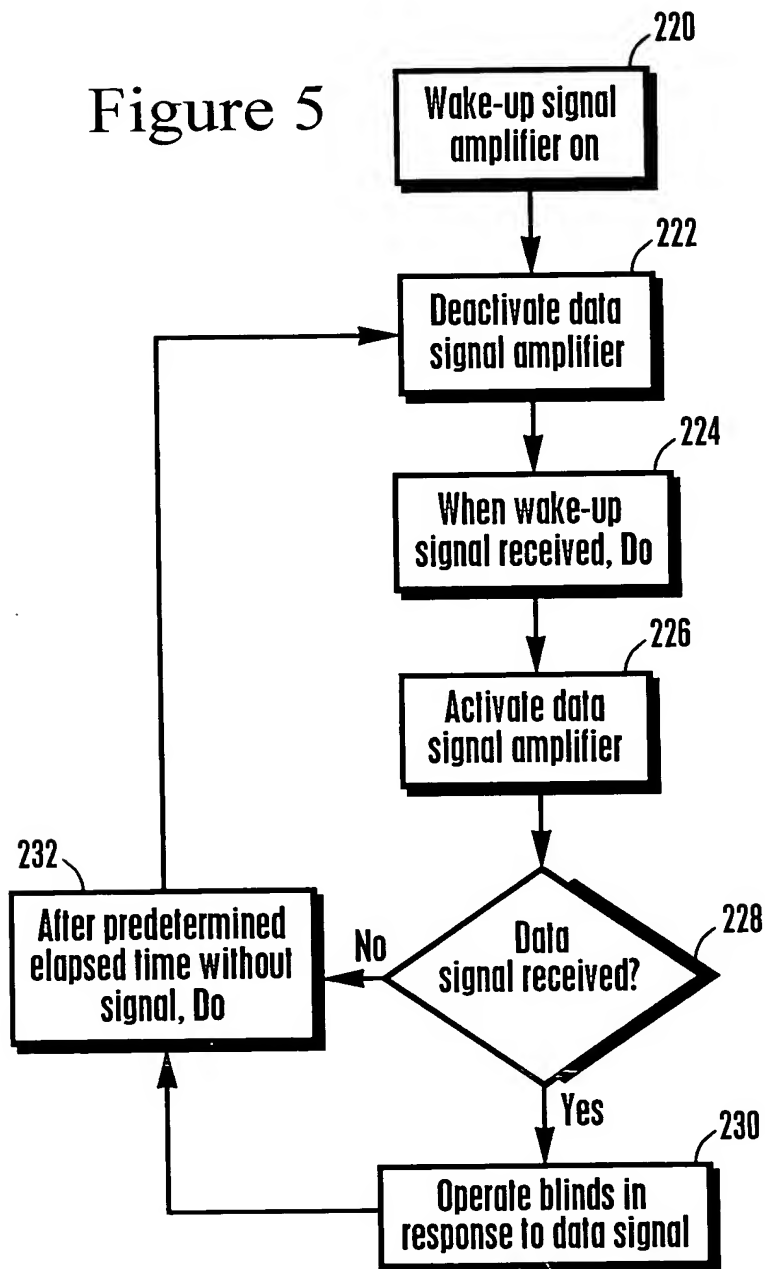 Figure 5
220
Wake-up signal
amplifier on
222
Deactivate data
signal amplifier
224
When wake-up
signal received, Do
226
Activate data
signal amplifier
228
Data
signal received?
No
232
After predetermined
elapsed time without
signal, Do
Yes
230
Operate blinds in
response to data signal